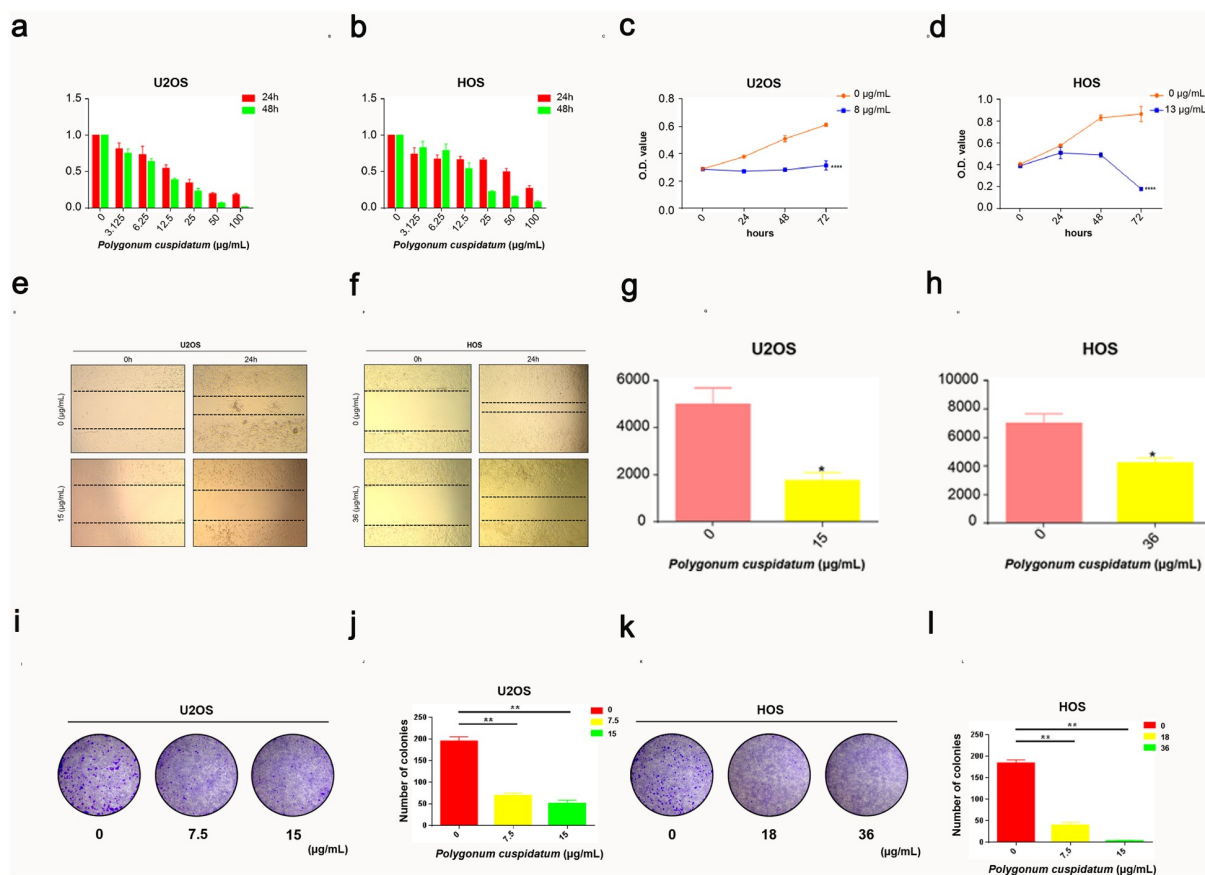 a
U2OS
24h
48h
1.5
1.0
0.5
0.0
0
3.125
6.25
12.5
25
50
100
Polygonum cuspidatum (µg/mL)
b
HOS
24h
48h
1.5
1.0
0.5
0.0
0
3.125
6.25
12.5
25
50
100
Polygonum cuspidatum (µg/mL)
c
U2OS
0 µg/mL
8 µg/mL
O.D. value
0.8
0.6
0.4
0.2
0.0
****
0
24
48
72
hours
d
HOS
0 µg/mL
13 µg/mL
O.D. value
1.0
0.8
0.6
0.4
0.2
0.0
****
0
24
48
72
hours
e
U2OS
0h
24h
0 (µg/mL)
15 (µg/mL)
f
HOS
0h
24h
0 (µg/mL)
36 (µg/mL)
g
U2OS
6000
4000
2000
0
*
0
15
Polygonum cuspidatum (µg/mL)
h
HOS
10000
8000
6000
4000
2000
0
*
0
36
Polygonum cuspidatum (µg/mL)
i
U2OS
0
7.5
15
(µg/mL)
j
U2OS
0
7.5
15
Number of colonies
250
200
150
100
50
0
**
**
0
7.5
15
Polygonum cuspidatum (µg/mL)
k
HOS
0
18
36
(µg/mL)
l
HOS
0
18
36
Number of colonies
250
200
150
100
50
0
**
**
0
7.5
15
Polygonum cuspidatum (µg/mL)